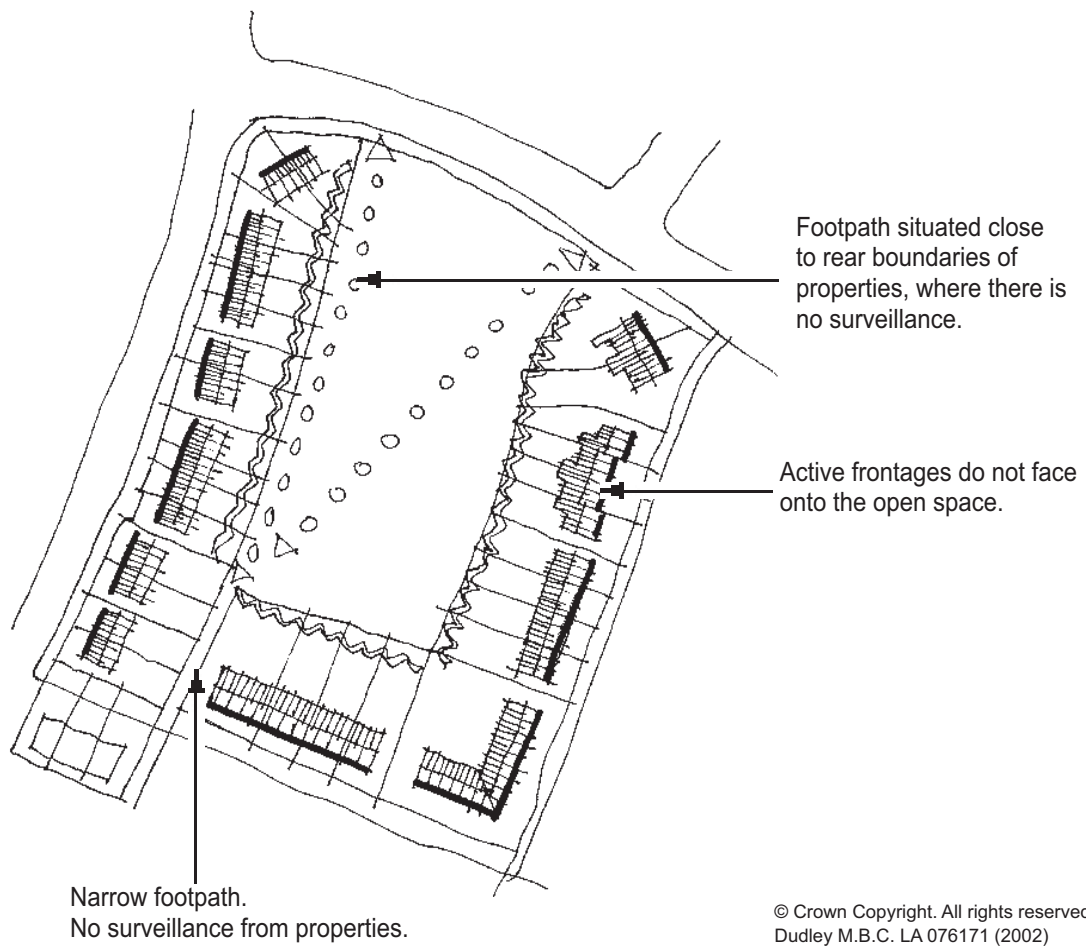 Footpath situated close
to rear boundaries of
properties, where there is
no surveillance.
Active frontages do not face
onto the open space.
Narrow footpath.
No surveillance from properties.
© Crown Copyright. All rights reserved
Dudley M.B.C. LA 076171 (2002)